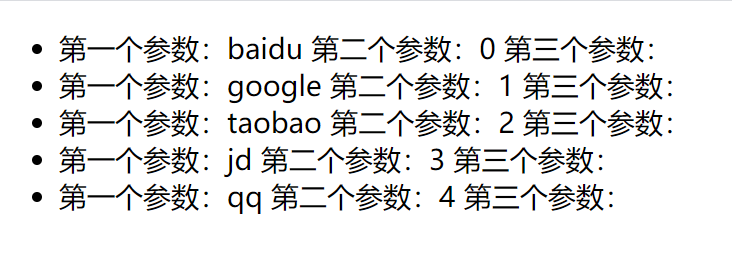 第一个参数：baidu 第二个参数：0 第三个参数：
第一个参数：google 第二个参数：1 第三个参数：
第一个参数：taobao 第二个参数：2 第三个参数：
第一个参数：jd 第二个参数：3 第三个参数：
第一个参数：qq 第二个参数：4 第三个参数：